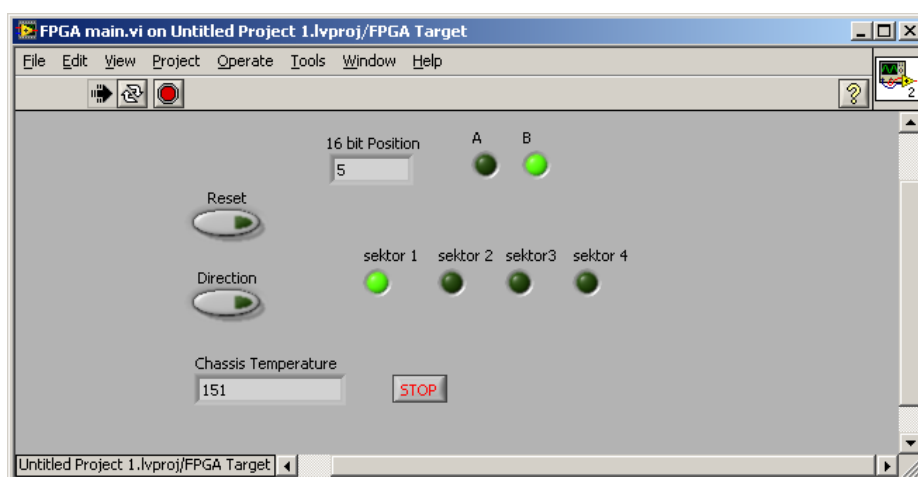 FPGA main.vi on Untitled Project 1.lvproj/FPGA Target
File Edit View Project Operate Tools Window Help
?
2
16 bit Position A B
5
Reset
sektor 1 sektor 2 sektor3 sektor 4
Direction
Chassis Temperature
151 STOP
Untitled Project 1.lvproj/FPGA Target